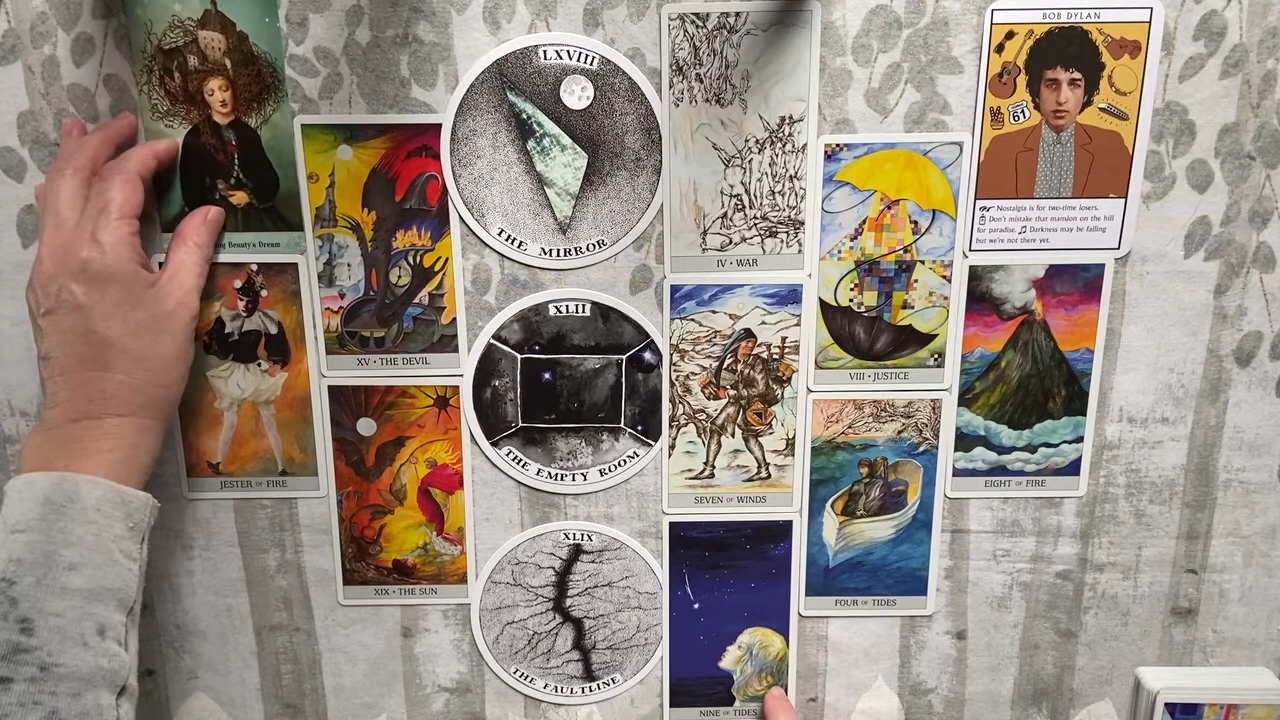 ng Beauty's Dream
JESTER OF FIRE
XV • THE DEVIL
XIX • THE SUN
LXVIII
THE MIRROR
XLII
THE EMPTY ROOM
XLIX
THE FAULTLINE
IV • WAR
SEVEN OF WINDS
NINE OF TIDES
VIII • JUSTICE
FOUR OF TIDES
BOB DYLAN
61
Nostalgia is for two-time losers.
Don't mistake that mansion on the hill
for paradise. Darkness may be falling
but we're not there yet.
EIGHT OF FIRE